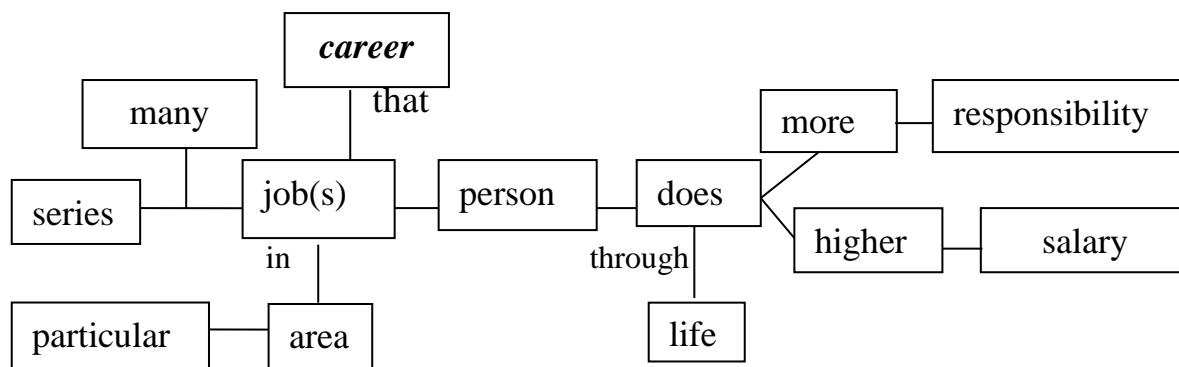 career
that
many
more
responsibility
series
job(s)
person
does
higher
salary
in
through
particular
area
life